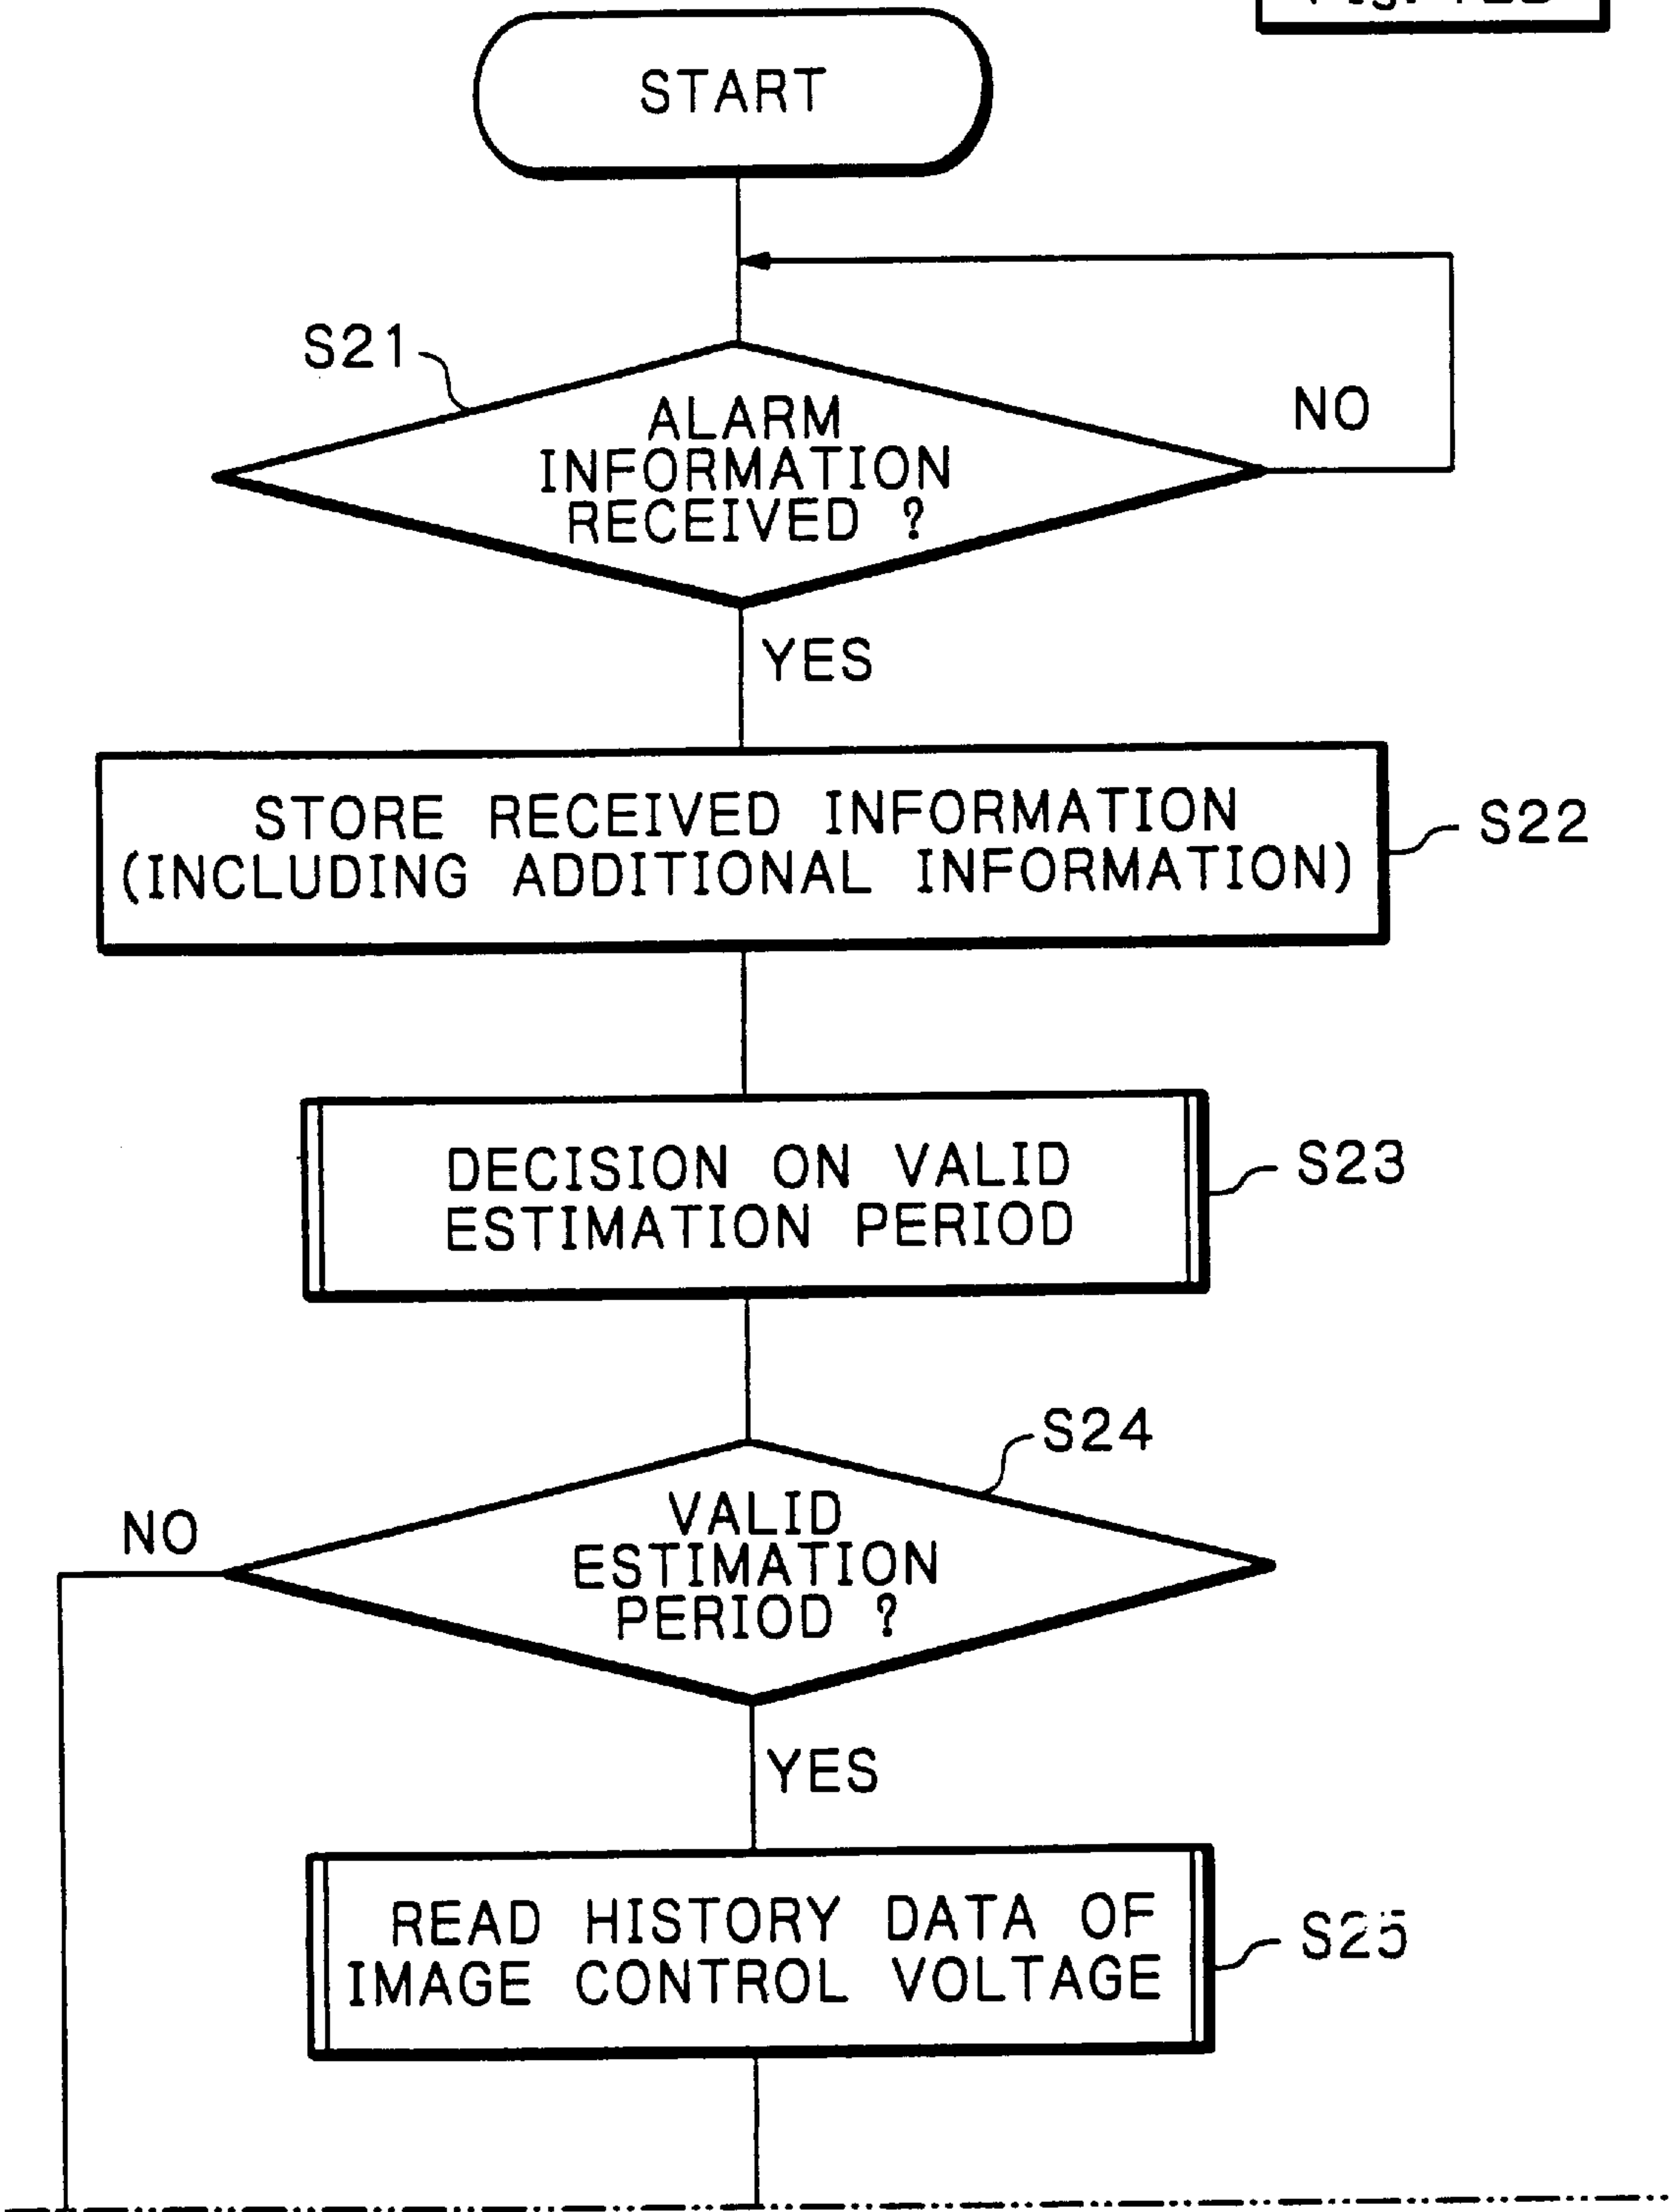 START
S21
ALARM
INFORMATION
RECEIVED ?
NO
YES
STORE RECEIVED INFORMATION
(INCLUDING ADDITIONAL INFORMATION)
S22
DECISION ON VALID
ESTIMATION PERIOD
S23
S24
VALID
ESTIMATION
PERIOD ?
NO
YES
READ HISTORY DATA OF
IMAGE CONTROL VOLTAGE
S25